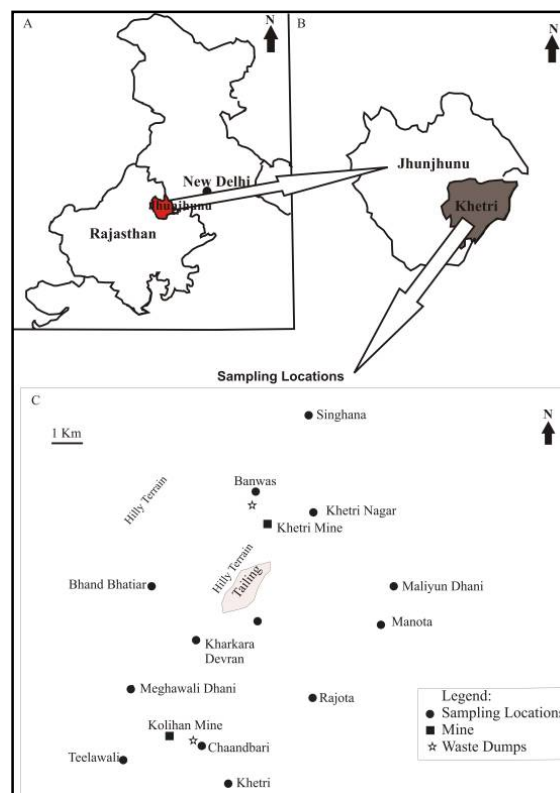 A
N
New Delhi
Jhunjhunu
Rajasthan
B
N
Jhunjhunu
Khetri
Sampling Locations
C
N
1 Km
Singhana
Hilly Terrain
Banwas
Khetri Nagar
Khetri Mine
Hilly Terrain
Tailing
Bhand Bhatiar
Maliyun Dhani
Manota
Kharkara
Devran
Meghawali Dhani
Rajota
Kolihan Mine
Chaandbari
Teelawali
Khetri
Legend:
Sampling Locations
Mine
Waste Dumps